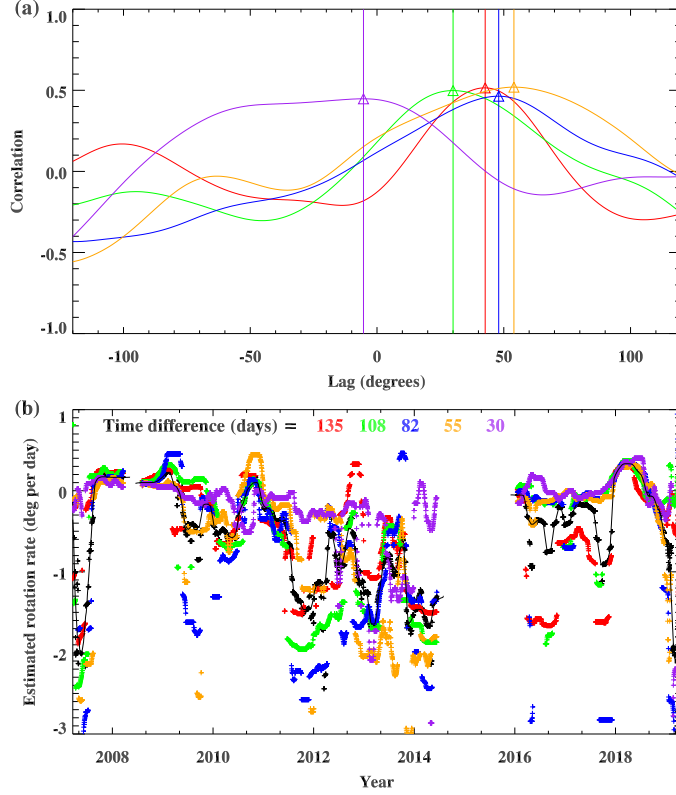 (a)
1.0
0.5
0.0
-0.5
-1.0
Correlation
-100 -50 0 50 100
Lag (degrees)
(b)
Time difference (days) = 135 108 82 55 30
1
0
-1
-2
-3
Estimated rotation rate (deg per day)
2008 2010 2012 2014 2016 2018
Year